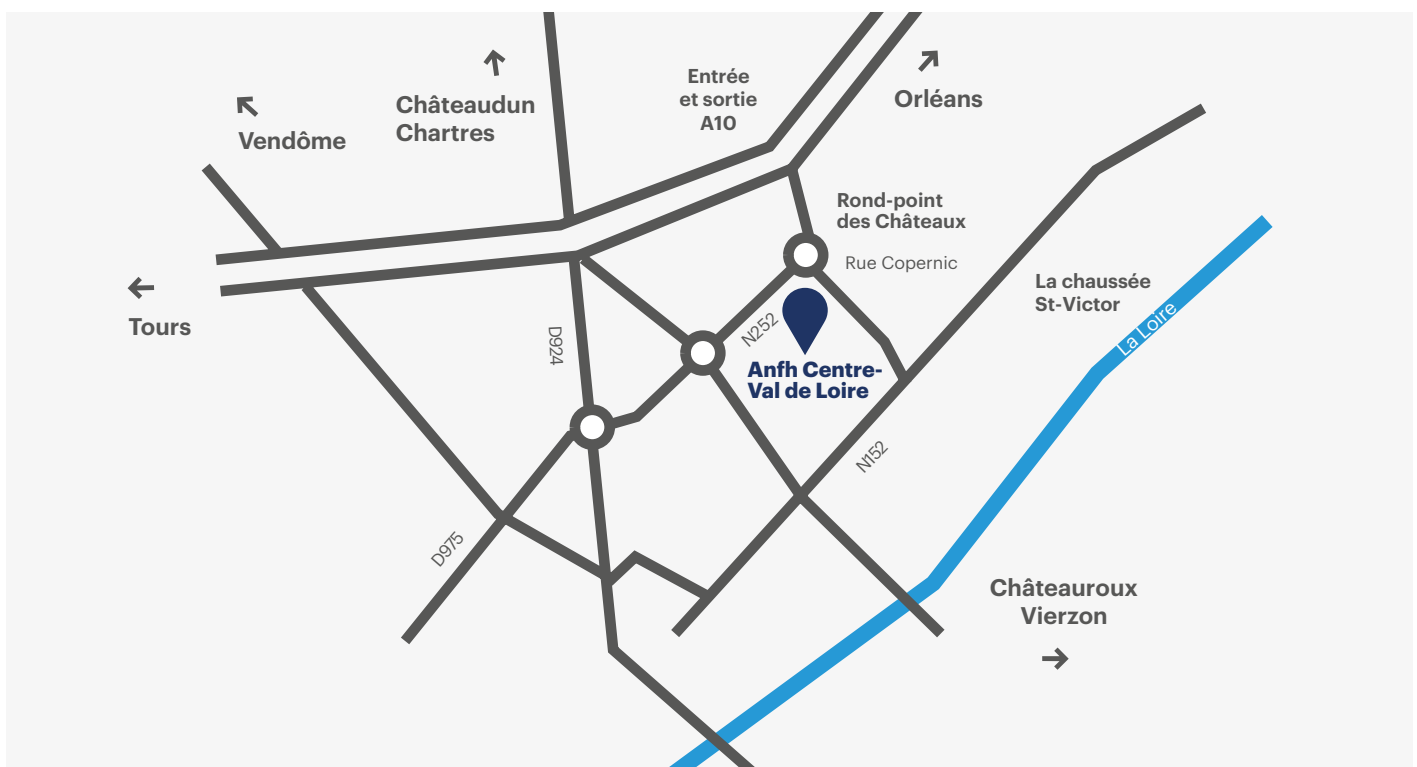 Entrée
et sortie
A10
Orléans
Châteaudun
Chartres
Vendôme
Rond-point
des Châteaux
Rue Copernic
La chaussée
St-Victor
Tours
La Loire
D924
N252
Anfh Centre-
Val de Loire
N152
D975
Châteauroux
Vierzon